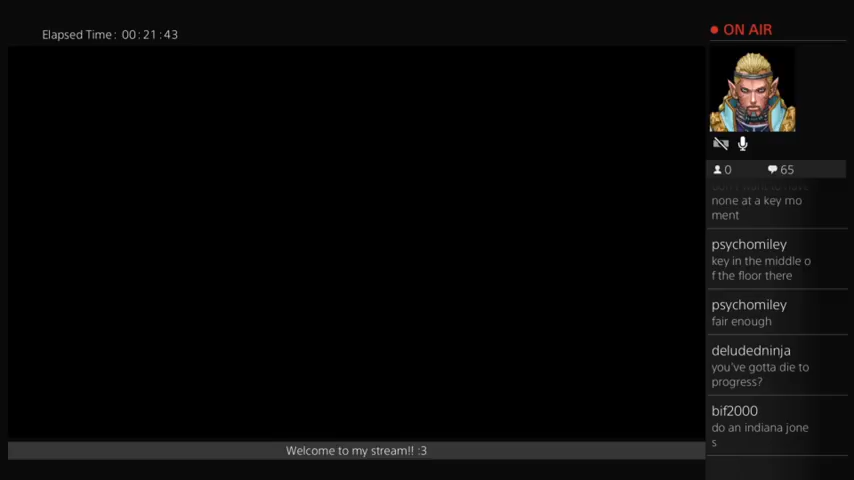 Elapsed Time: 00:21:43
ON AIR
0 65
none at a key mo
ment
psychomiley
key in the middle o
f the floor there
psychomiley
fair enough
deludedninja
you've gotta die to
progress?
bif2000
do an indiana jone
s
Welcome to my stream!! :3